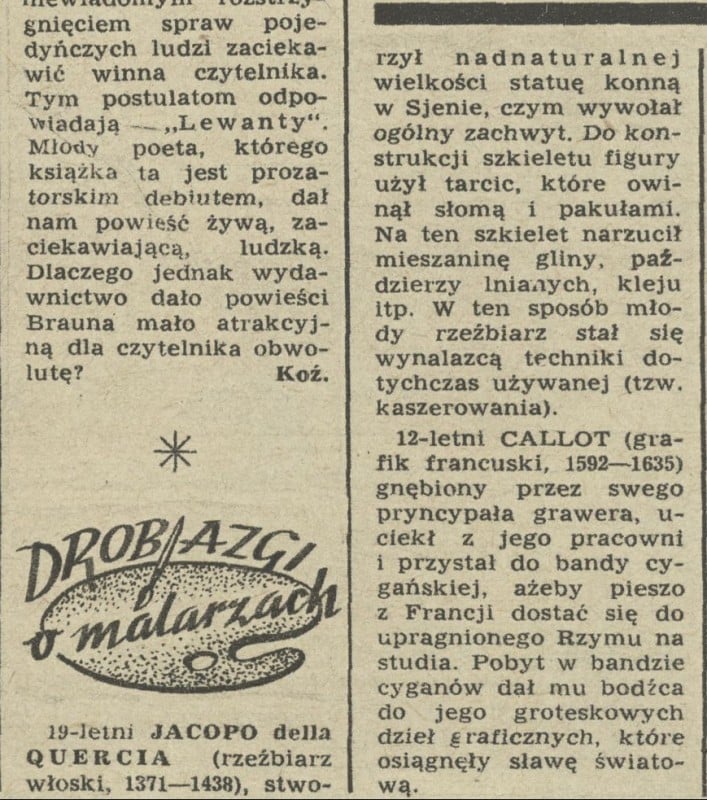 niewiadomym rozstrzy-
gnięciem spraw poje-
dyńczych ludzi zacieka-
wić winna czytelnika.
Tym postulatom odpo-
wiadają — „Lewanty“.
Młody poeta, którego
książka ta jest proza-
torskim debiutem, dał
nam powieść żywą, za-
ciekawiającą, ludzką.
Dlaczego jednak wyda-
wnictwo dało powieści
Brauna mało atrakcyj-
ną dla czytelnika obwo-
lutę? Koź.
DROBIAZGI
o malarzach
19-letni JACOPO della
QUERCIA (rzeźbiarz
włoski, 1371—1438), stwo-
rzył nadnaturalnej
wielkości statuę konną
w Sjenie, czym wywołał
ogólny zachwyt. Do kon-
strukcji szkieletu figury
użył tarcic, które owi-
nął słomą i pakułami.
Na ten szkielet narzucił
mieszaninę gliny, paź-
dzierzy lnianych, kleju
itp. W ten sposób mło-
dy rzeźbiarz stał się
wynalazcą techniki do-
tychczas używanej (tzw.
kaszerowania).
12-letni CALLOT (gra-
fik francuski, 1592—1635)
gnębiony przez swego
pryncypała grawera, u-
ciekł z jego pracowni
i przystał do bandy cy-
gańskiej, ażeby pieszo
z Francji dostać się do
upragnionego Rzymu na
studia. Pobyt w bandzie
cyganów dał mu bodźca
do jego groteskowych
dzieł graficznych, które
osiągnęły sławę świato-
wą.